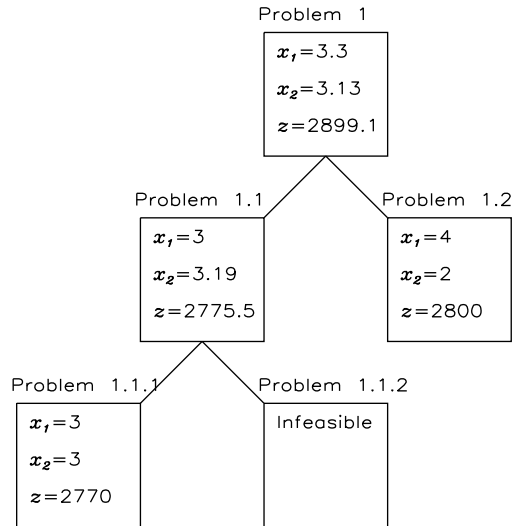 Problem 1
x₁=3.3
x₂=3.13
z=2899.1
Problem 1.1
x₁=3
x₂=3.19
z=2775.5
Problem 1.2
x₁=4
x₂=2
z=2800
Problem 1.1.1
x₁=3
x₂=3
z=2770
Problem 1.1.2
Infeasible